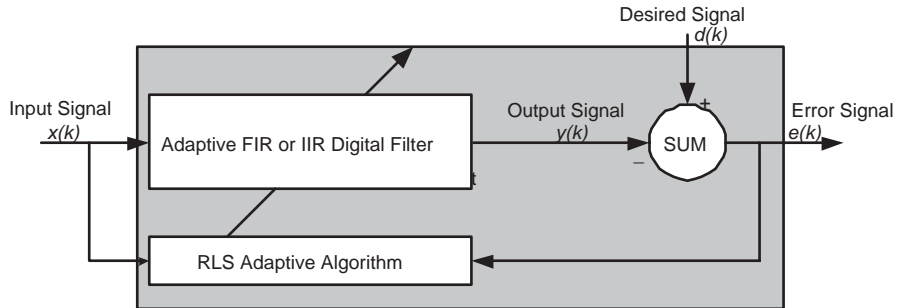 Desired Signal
d(k)
+
Input Signal
x(k)
Adaptive FIR or IIR Digital Filter
Output Signal
y(k)
–
SUM
Error Signal
e(k)
t
RLS Adaptive Algorithm